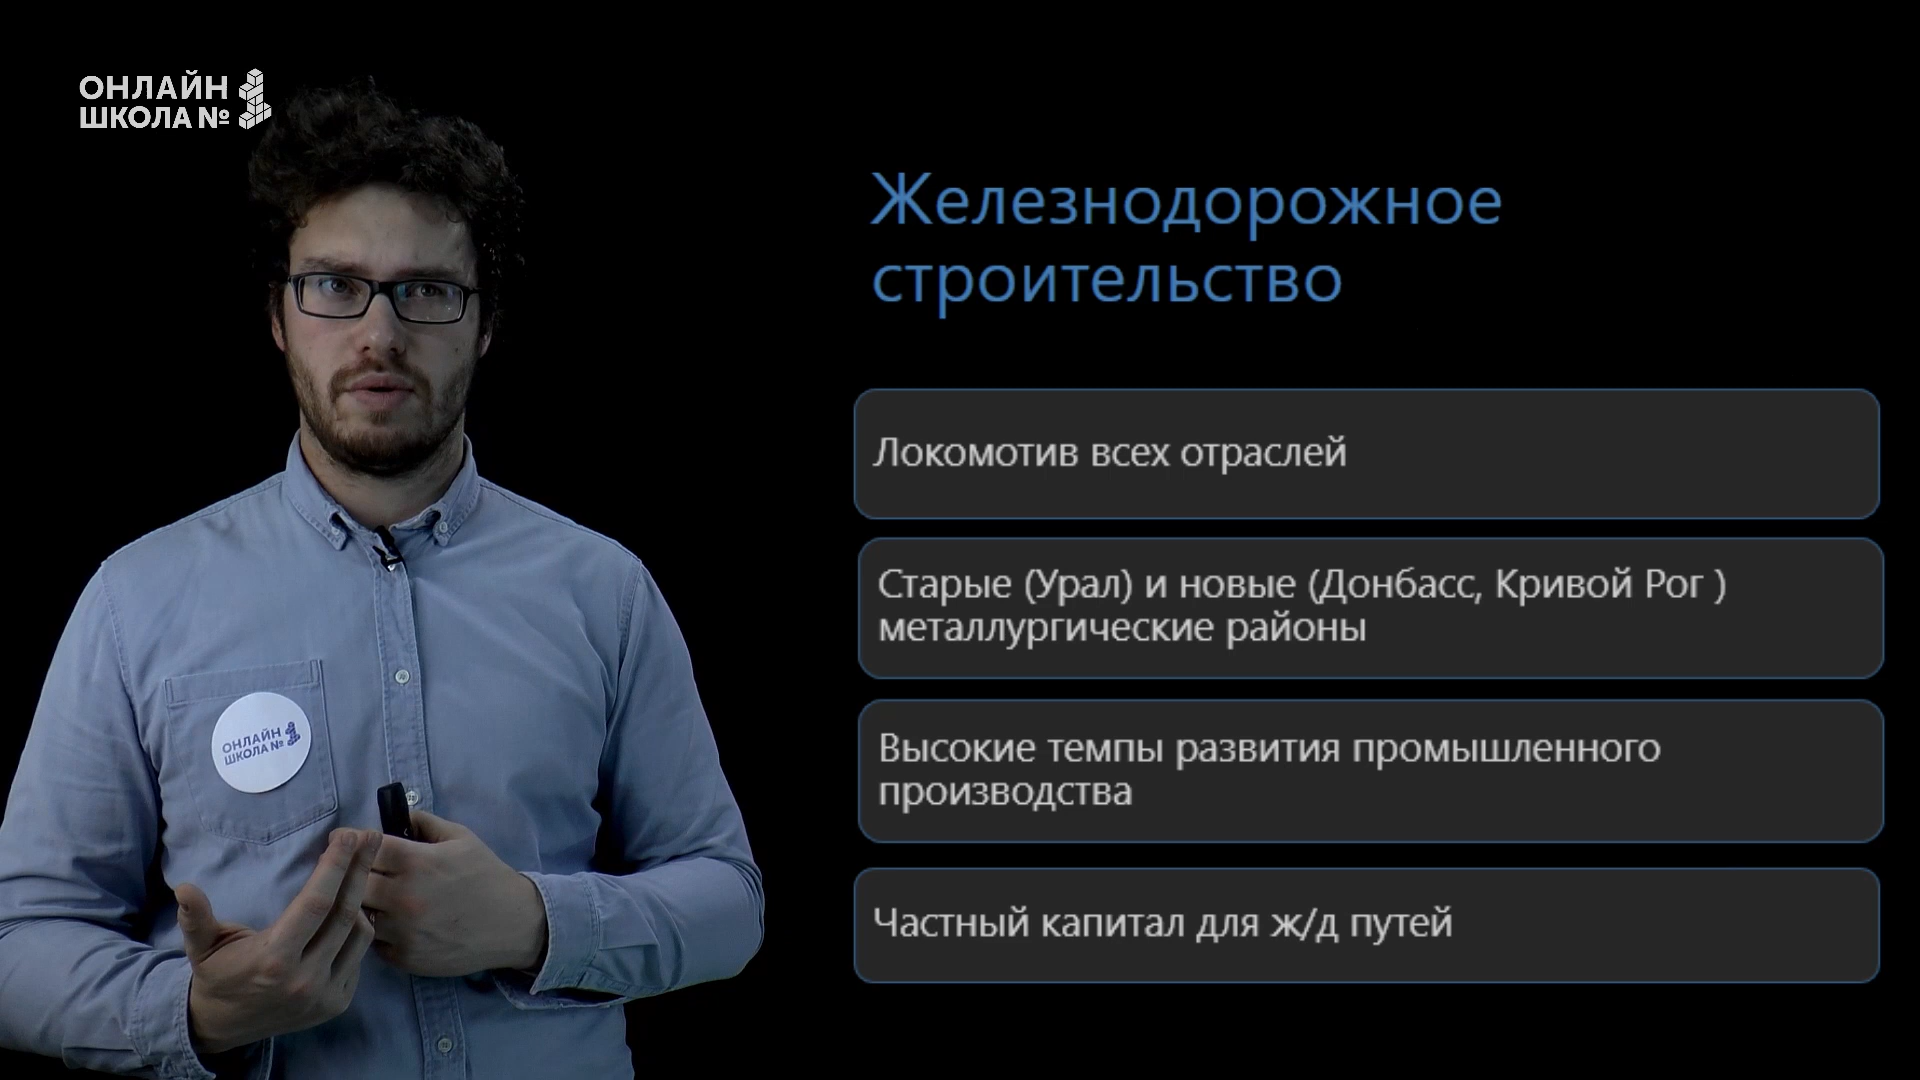 ОНЛАЙН
ШКОЛА №
Железнодорожное
строительство
Локомотив всех отраслей
Старые (Урал) и новые (Донбасс, Кривой Рог )
металлургические районы
Высокие темпы развития промышленного
производства
Частный капитал для ж/д путей
ОНЛАЙН
ШКОЛА №